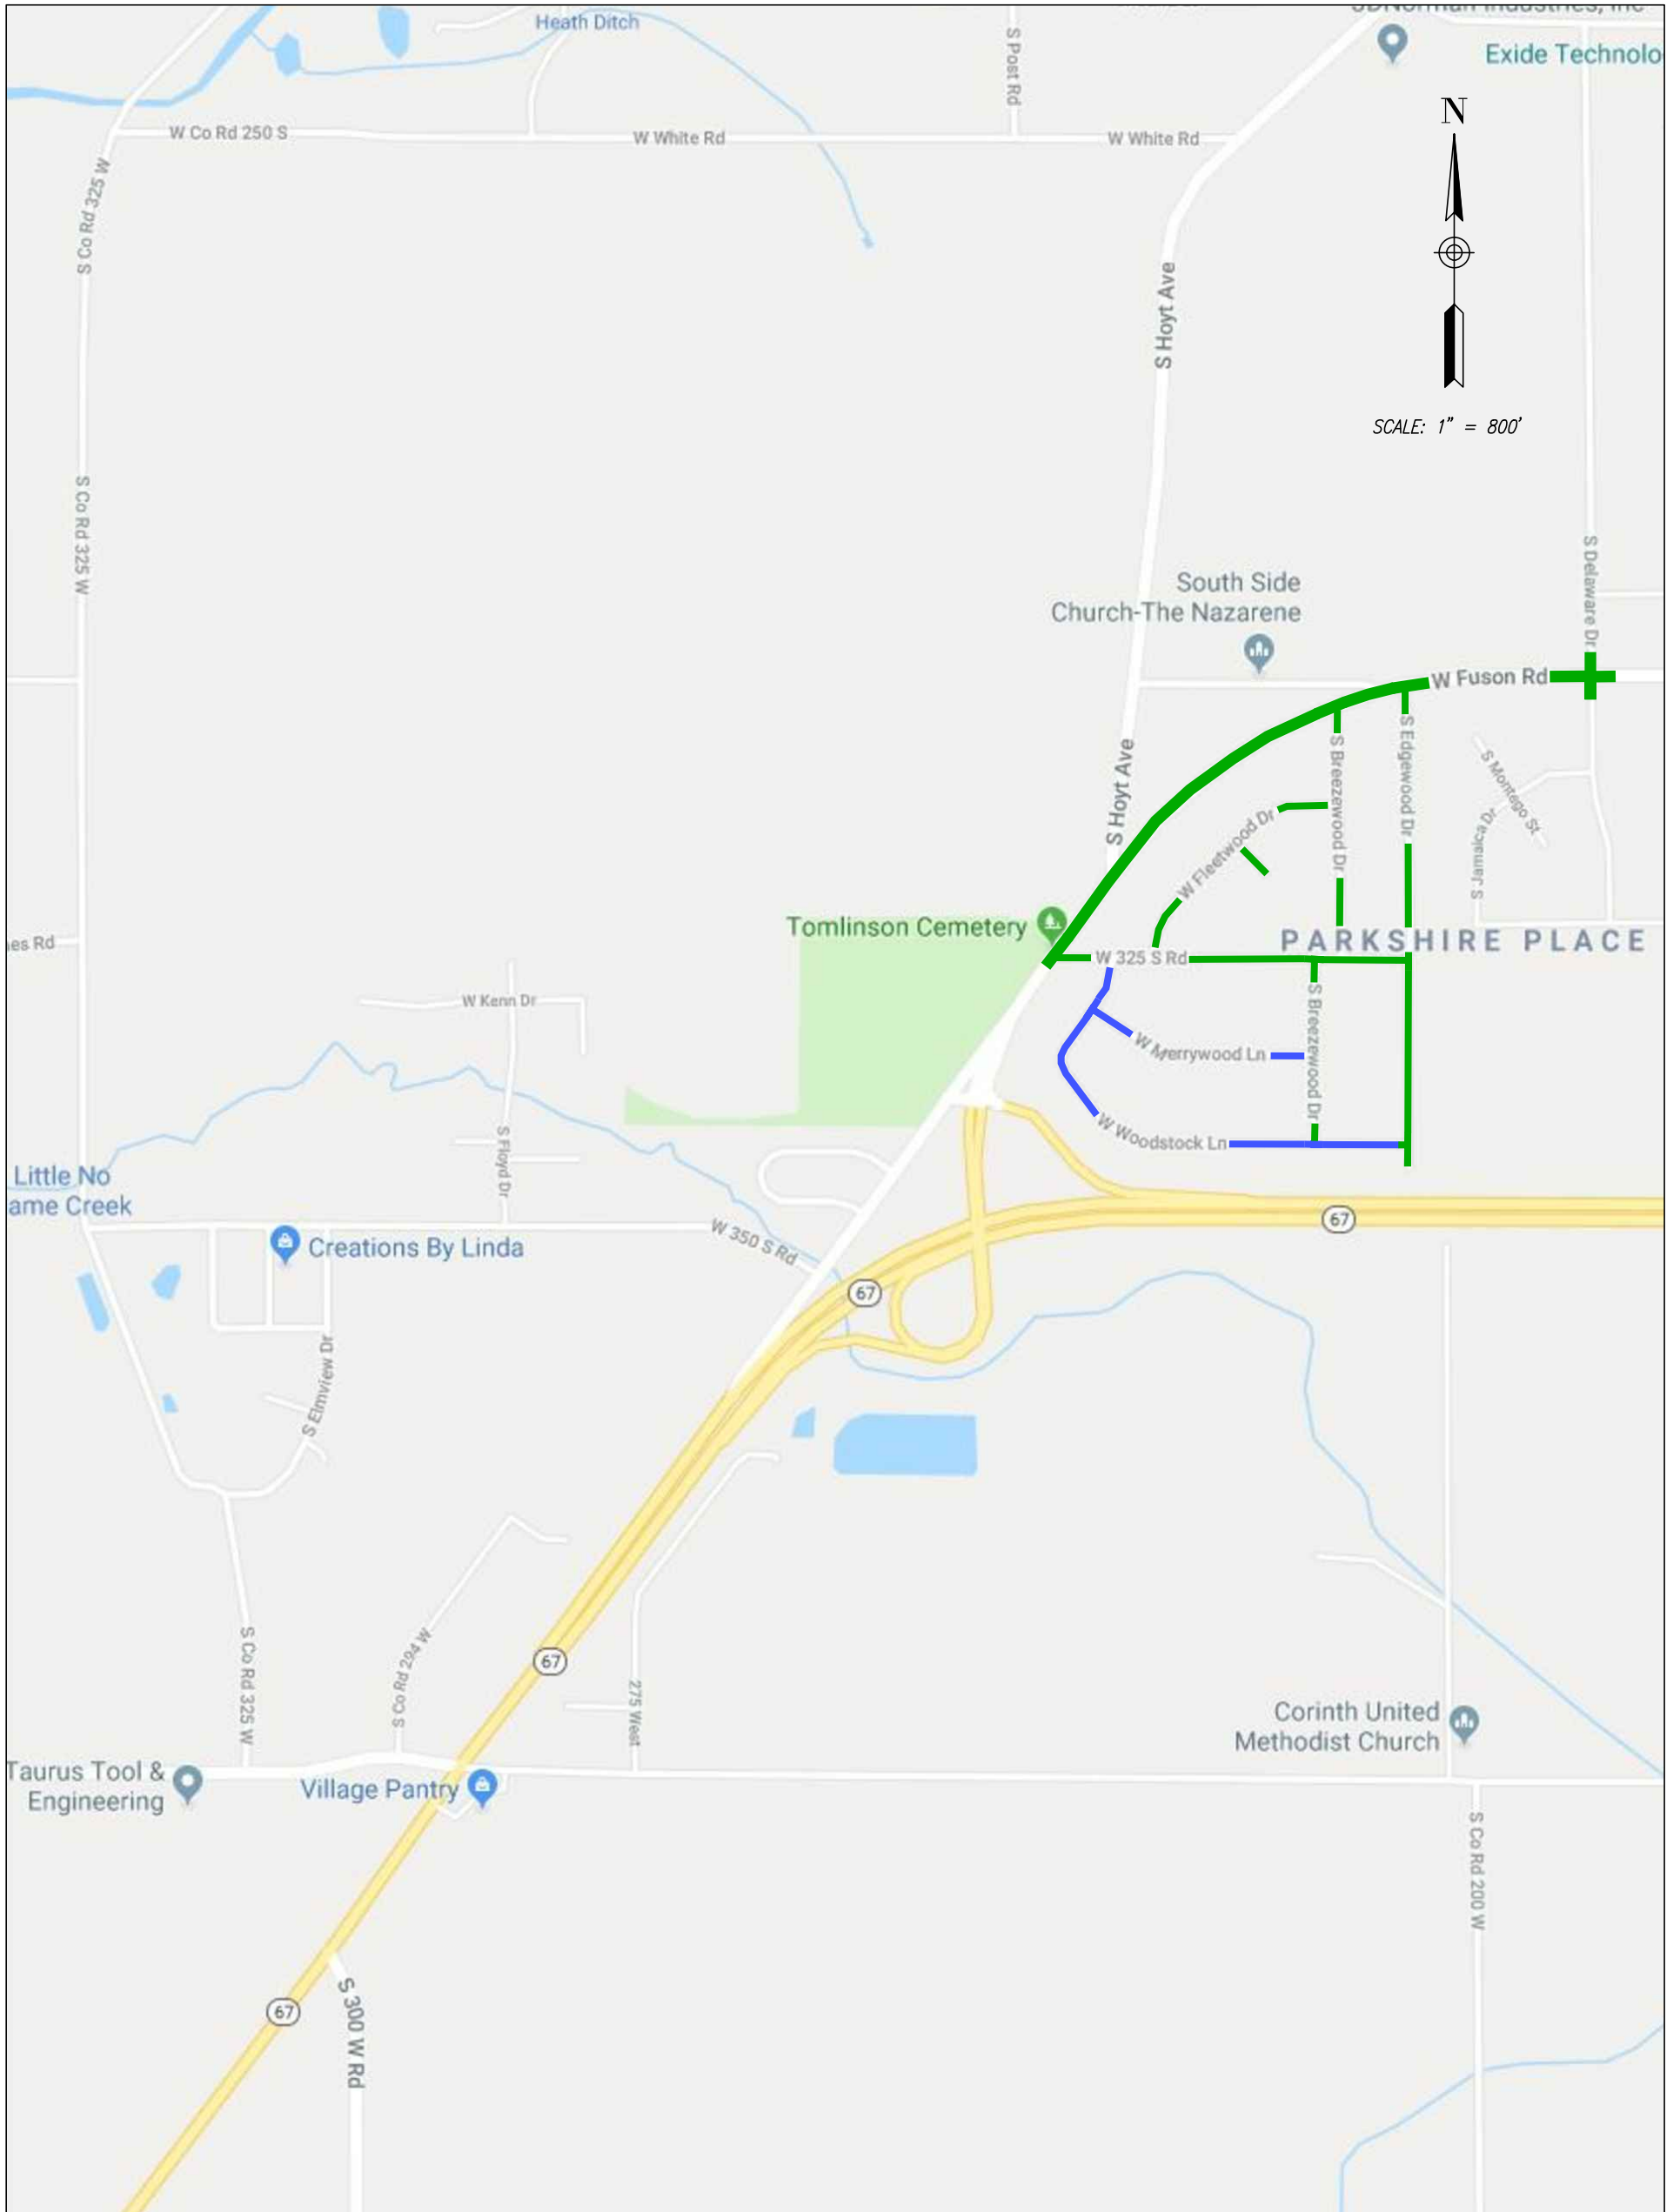 Heath Ditch
Exide Technolo
S Post Rd
N
W Co Rd 250 S
W White Rd
W White Rd
S Co Rd 325 W
S Hoyt Ave
SCALE: 1" = 800'
S Co Rd 325 W
S Delaware Dr
South Side
Church-The Nazarene
W Fuson Rd
S Hoyt Ave
S Breezewood Dr
S Edgewood Dr
S Montego St
W Fleetwood Dr
S Jamaica Dr
Tomlinson Cemetery
PARKSHIRE PLACE
es Rd
W 325 S Rd
W Kenn Dr
S Breezewood Dr
W Merrywood Ln
W Woodstock Ln
S Floyd Dr
Little No
ame Creek
67
W 350 S Rd
Creations By Linda
67
S Elmview Dr
S Co Rd 325 W
S Co Rd 294 W
67
275 West
Corinth United
Methodist Church
Taurus Tool &
Engineering
Village Pantry
S Co Rd 200 W
67
S 300 W Rd